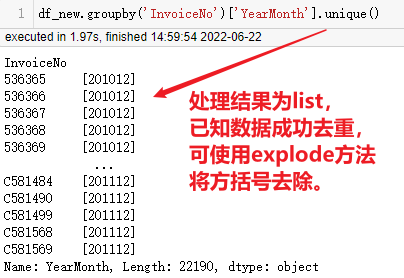 1 df_new.groupby('InvoiceNo')['YearMonth'].unique()
executed in 1.97s, finished 14:59:54 2022-06-22
InvoiceNo
536365 [201012]
536366 [201012]
536367 [201012]
536368 [201012]
536369 [201012]
...
C581484 [201112]
C581490 [201112]
C581499 [201112]
C581568 [201112]
C581569 [201112]
Name: YearMonth, Length: 22190, dtype: object
处理结果为list，
已知数据成功去重，
可使用explode方法
将方括号去除。